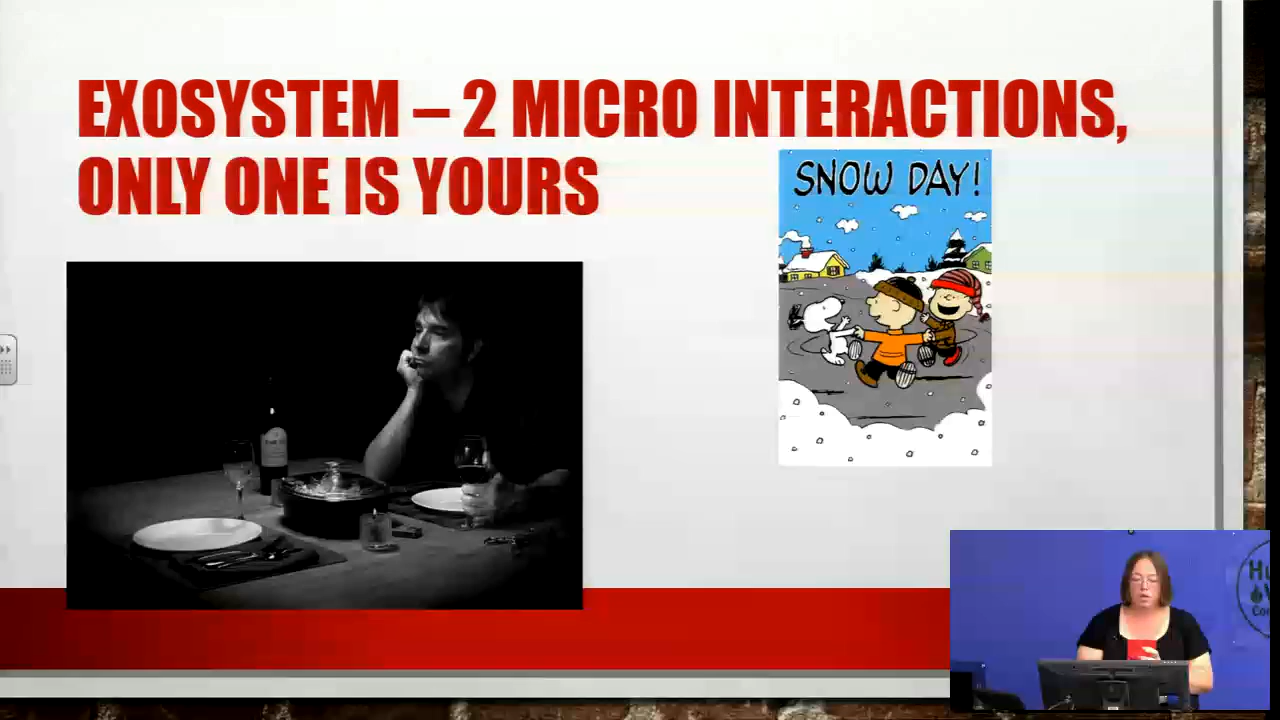 EXOSYSTEM – 2 MICRO INTERACTIONS,
ONLY ONE IS YOURS
SNOW DAY!